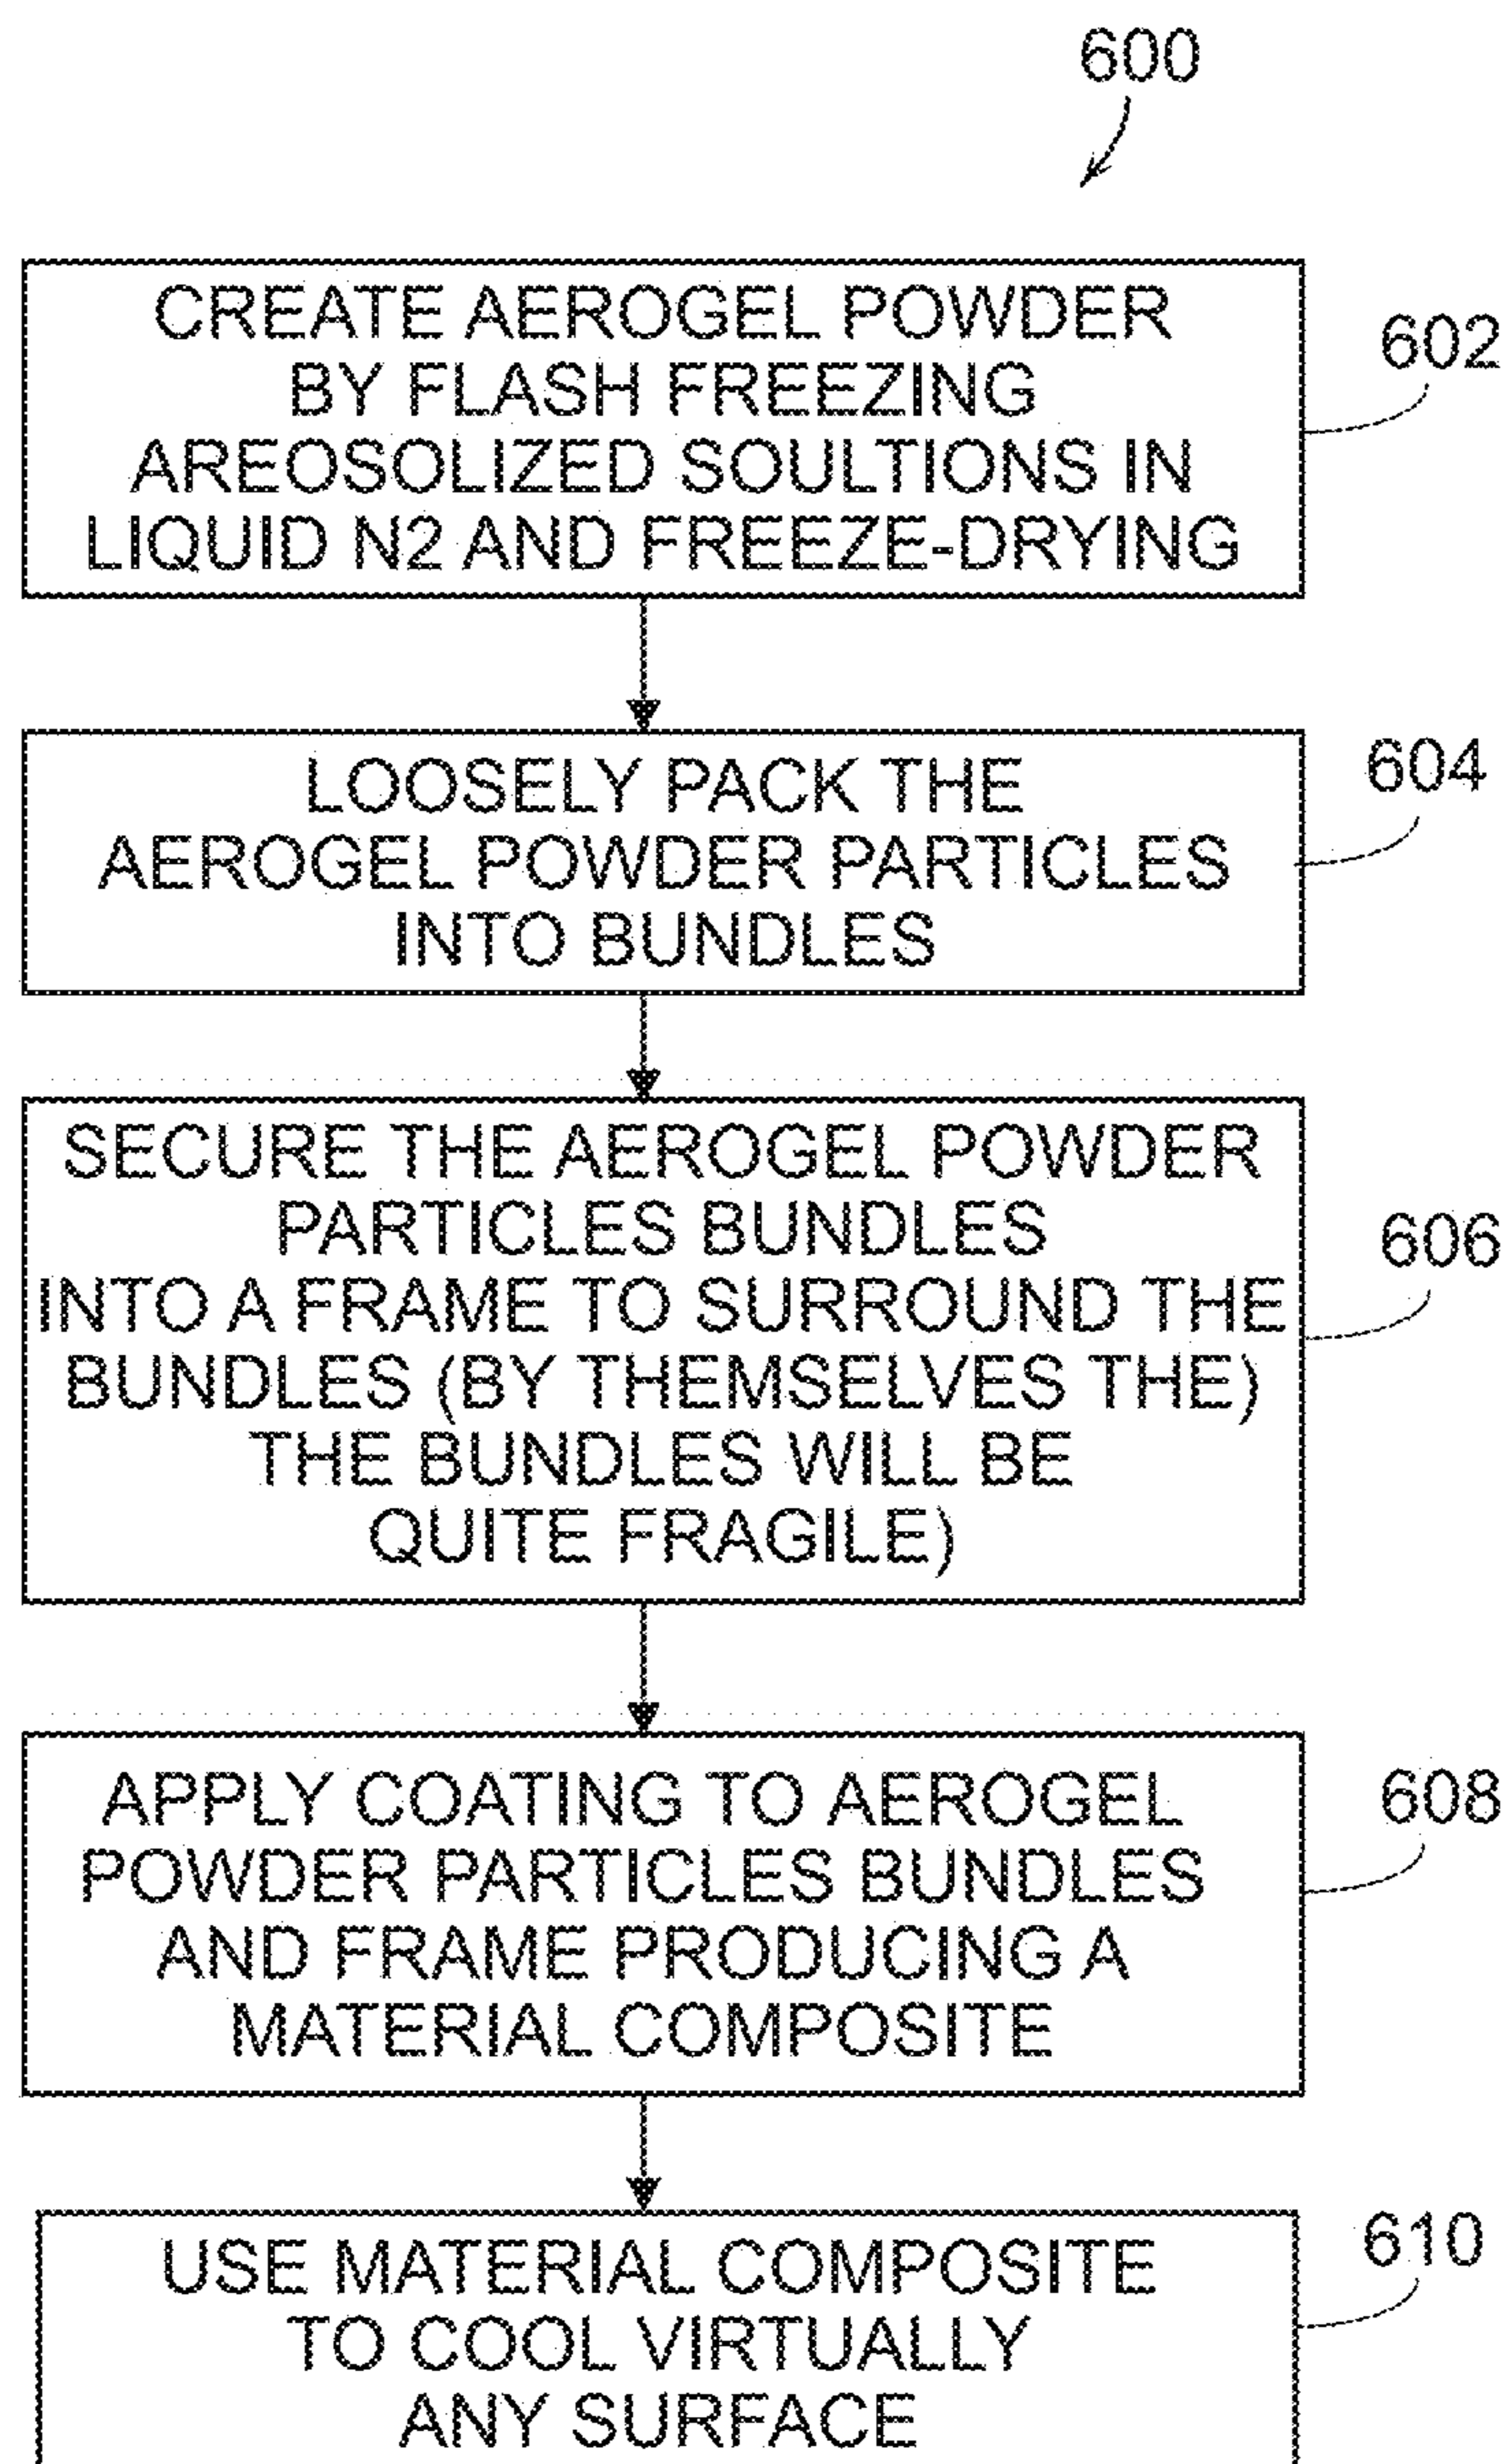 600
CREATE AEROGEL POWDER
BY FLASH FREEZING
AREOSOLIZED SOULTIONS IN
LIQUID N2 AND FREEZE-DRYING
602
LOOSELY PACK THE
AEROGEL POWDER PARTICLES
INTO BUNDLES
604
SECURE THE AEROGEL POWDER
PARTICLES BUNDLES
INTO A FRAME TO SURROUND THE
BUNDLES (BY THEMSELVES THE)
THE BUNDLES WILL BE
QUITE FRAGILE)
606
APPLY COATING TO AEROGEL
POWDER PARTICLES BUNDLES
AND FRAME PRODUCING A
MATERIAL COMPOSITE
608
USE MATERIAL COMPOSITE
TO COOL VIRTUALLY
ANY SURFACE
610